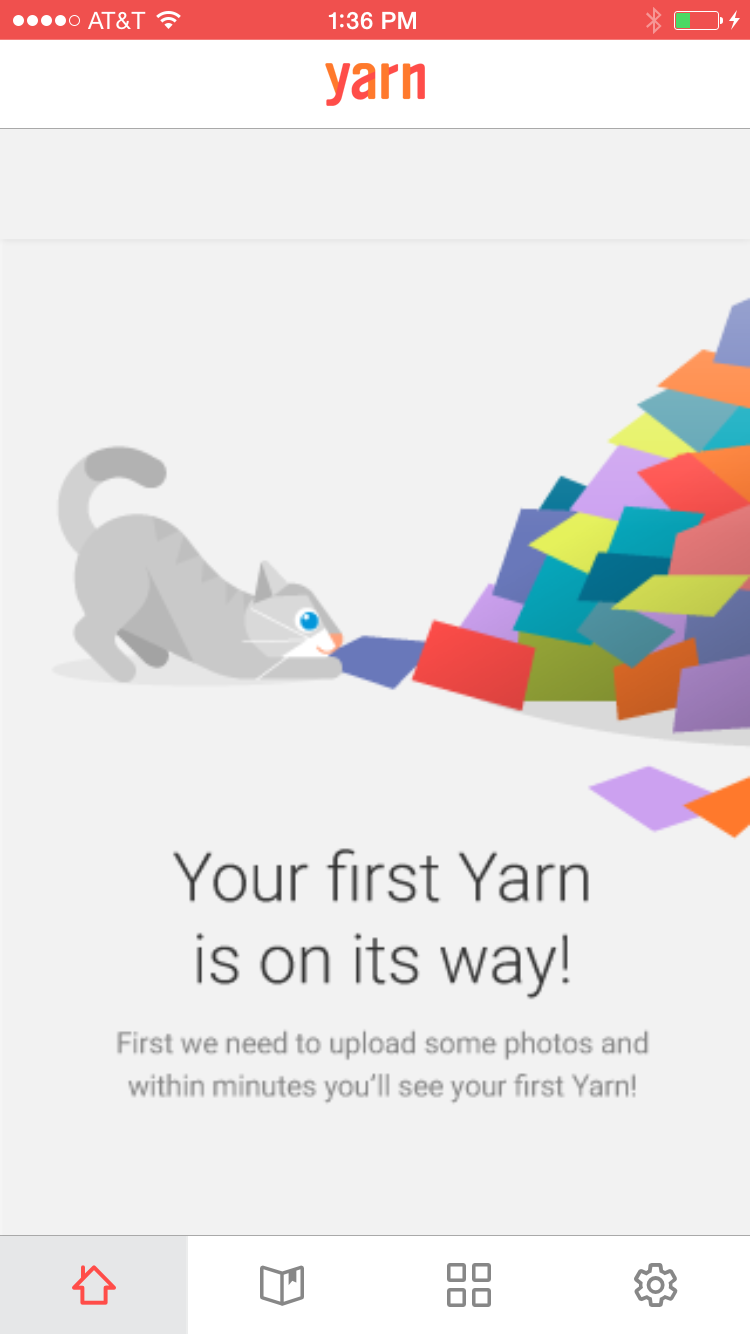 AT&T 1:36 PM
yarn
Your first Yarn
is on its way!
First we need to upload some photos and
within minutes you’ll see your first Yarn!